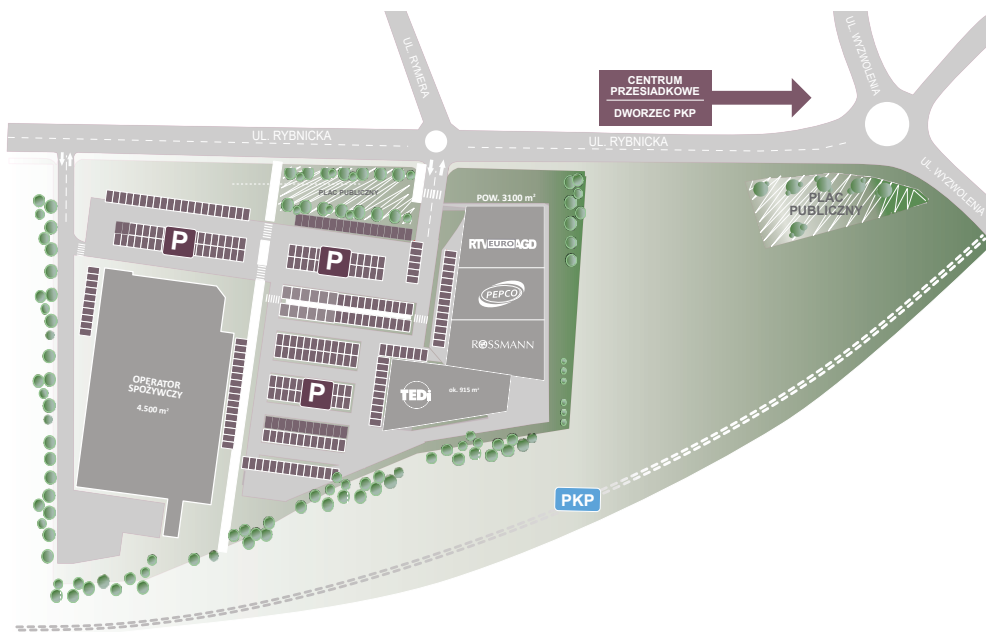 UL. RYMERA
UL. WYZWOLENIA
CENTRUM
PRZESIADKOWE
DWORZEC PKP
UL. RYBNICKA
UL. RYBNICKA
UL. WYZWOLENIA
PLAC PUBLICZNY
POW. 3100 m²
PLAC
PUBLICZNY
P
P
RTV EURO AGD
PEPCO
ROSSMANN
OPERATOR
SPOŻYWCZY
4.500 m²
P
TEDi
ok. 915 m²
PKP